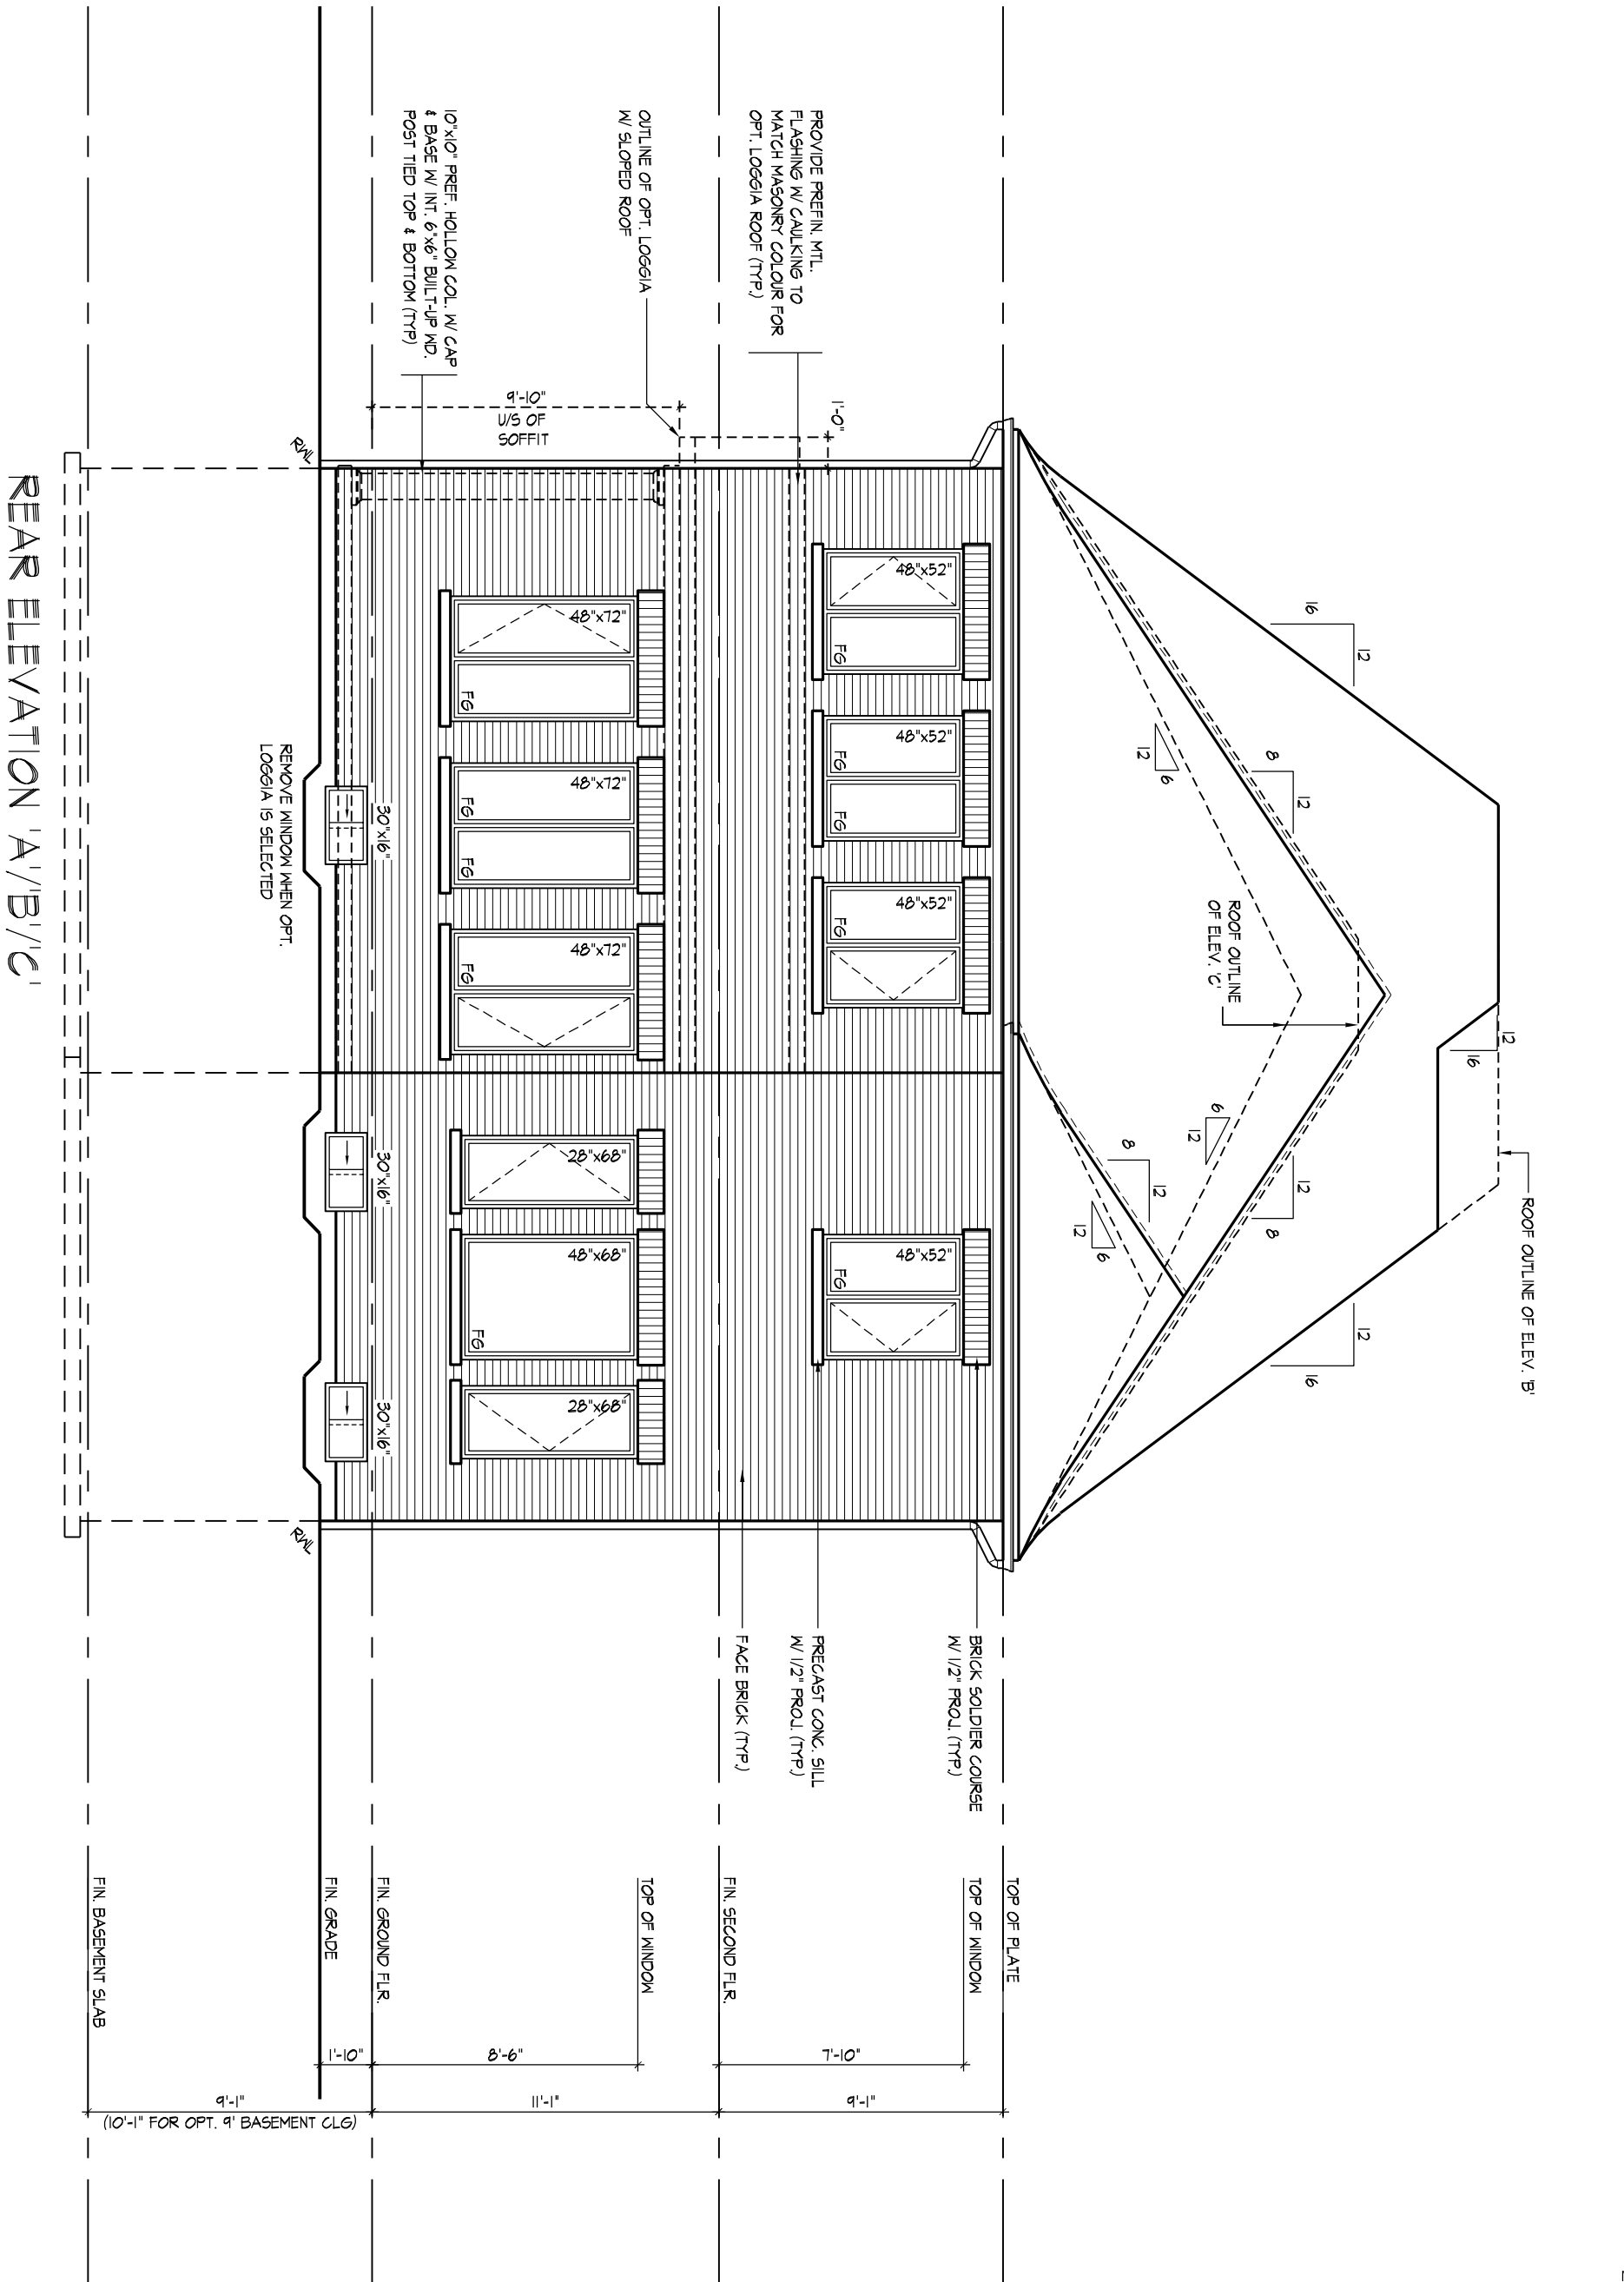 ROOF OUTLINE OF ELEV. 'B'
12
16
16
12
12
16
8
12
12
8
ROOF OUTLINE
OF ELEV. 'C'
12
6
6
12
8
12
12
6
TOP OF PLATE
TOP OF WINDOW
BRICK SOLDIER COURSE
W/ 1/2" PROJ. (TYP.)
PRECAST CONC. SILL
W/ 1/2" PROJ. (TYP.)
FACE BRICK (TYP.)
PROVIDE PREFIN. MTL.
FLASHING W/ CAULKING TO
MATCH MASONRY COLOUR FOR
OPT. LOGGIA ROOF (TYP.)
1'-0"
48"x52"
FG
48"x52"
FG
FG
48"x52"
FG
48"x52"
FG
7'-10"
9'-1"
FIN. SECOND FLR.
OUTLINE OF OPT. LOGGIA
W/ SLOPED ROOF
TOP OF WINDOW
9'-10"
U/S OF
SOFFIT
48"x72"
FG
48"x72"
FG
FG
48"x72"
FG
28"x68"
48"x68"
FG
28"x68"
8'-6"
11'-1"
10"x10" PREF. HOLLOW COL. W/ CAP
& BASE W/ INT. 6"x6" BUILT-UP WD.
POST TIED TOP & BOTTOM (TYP)
FIN. GROUND FLR.
30"x16"
30"x16"
30"x16"
1'-10"
FIN. GRADE
RWL
RWL
REMOVE WINDOW WHEN OPT.
LOGGIA IS SELECTED
9'-1"
(10'-1" FOR OPT. 9' BASEMENT CLG)
FIN. BASEMENT SLAB
REAR ELEVATION 'A'/'B'/'C'